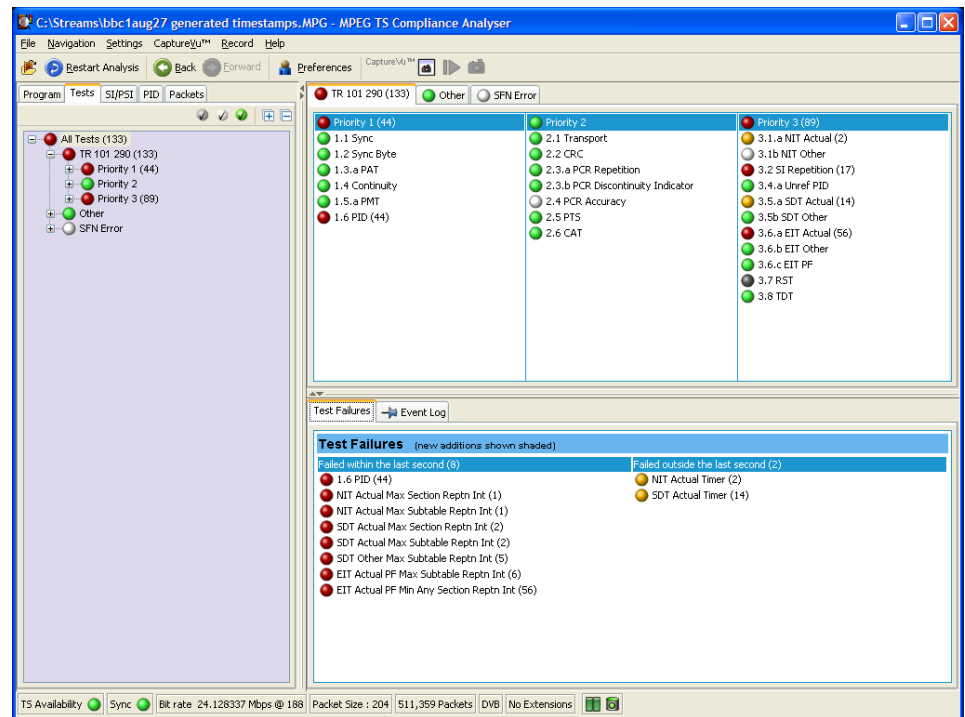 C:\Streams\bbc1aug27 generated timestamps.MPG - MPEG TS Compliance Analyser
File Navigation Settings CaptureVu™ Record Help
Restart Analysis Back Forward Preferences CaptureVu™
Program Tests SI/PSI PID Packets
All Tests (133)
TR 101 290 (133)
Priority 1 (44)
Priority 2
Priority 3 (89)
Other
SFN Error
TR 101 290 (133) Other SFN Error
Priority 1 (44)
1.1 Sync
1.2 Sync Byte
1.3.a PAT
1.4 Continuity
1.5.a PMT
1.6 PID (44)
Priority 2
2.1 Transport
2.2 CRC
2.3.a PCR Repetition
2.3.b PCR Discontinuity Indicator
2.4 PCR Accuracy
2.5 PTS
2.6 CAT
Priority 3 (89)
3.1.a NIT Actual (2)
3.1b NIT Other
3.2 SI Repetition (17)
3.4.a Unref PID
3.5.a SDT Actual (14)
3.5b SDT Other
3.6.a EIT Actual (56)
3.6.b EIT Other
3.6.c EIT PF
3.7 RST
3.8 TDT
Test Failures Event Log
Test Failures (new additions shown shaded)
Failed within the last second (8)
1.6 PID (44)
NIT Actual Max Section Reptn Int (1)
NIT Actual Max Subtable Reptn Int (1)
SDT Actual Max Section Reptn Int (2)
SDT Actual Max Subtable Reptn Int (2)
SDT Other Max Subtable Reptn Int (5)
EIT Actual PF Max Subtable Reptn Int (6)
EIT Actual PF Min Any Section Reptn Int (56)
Failed outside the last second (2)
NIT Actual Timer (2)
SDT Actual Timer (14)
TS Availability Sync Bit rate 24.128337 Mbps @ 188 Packet Size : 204 511,359 Packets DVB No Extensions